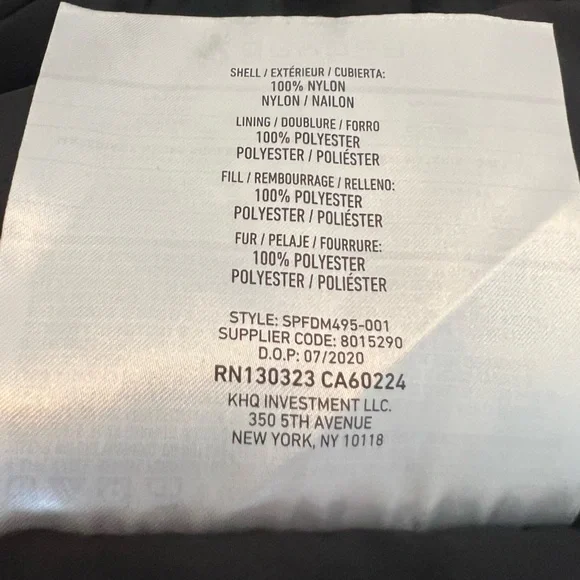 SHELL / EXTÉRIEUR / CUBIERTA:
100% NYLON
NYLON / NAILON
LINING / DOUBLURE / FORRO
100% POLYESTER
POLYESTER / POLIÉSTER
FILL / REMBOURRAGE / RELLENO:
100% POLYESTER
POLYESTER / POLIÉSTER
FUR / PELAJE / FOURRURE:
100% POLYESTER
POLYESTER / POLIÉSTER
STYLE: SPFDM495-001
SUPPLIER CODE: 8015290
D.O.P: 07/2020
RN130323 CA60224
KHQ INVESTMENT LLC.
350 5TH AVENUE
NEW YORK, NY 10118